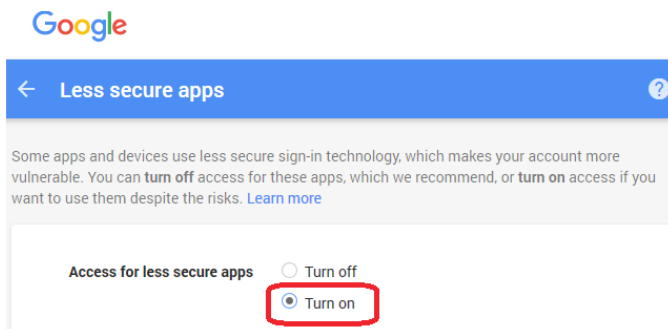 Google
Less secure apps
?
Some apps and devices use less secure sign-in technology, which makes your account more
vulnerable. You can turn off access for these apps, which we recommend, or turn on access if you
want to use them despite the risks. Learn more
Access for less secure apps
Turn off
Turn on